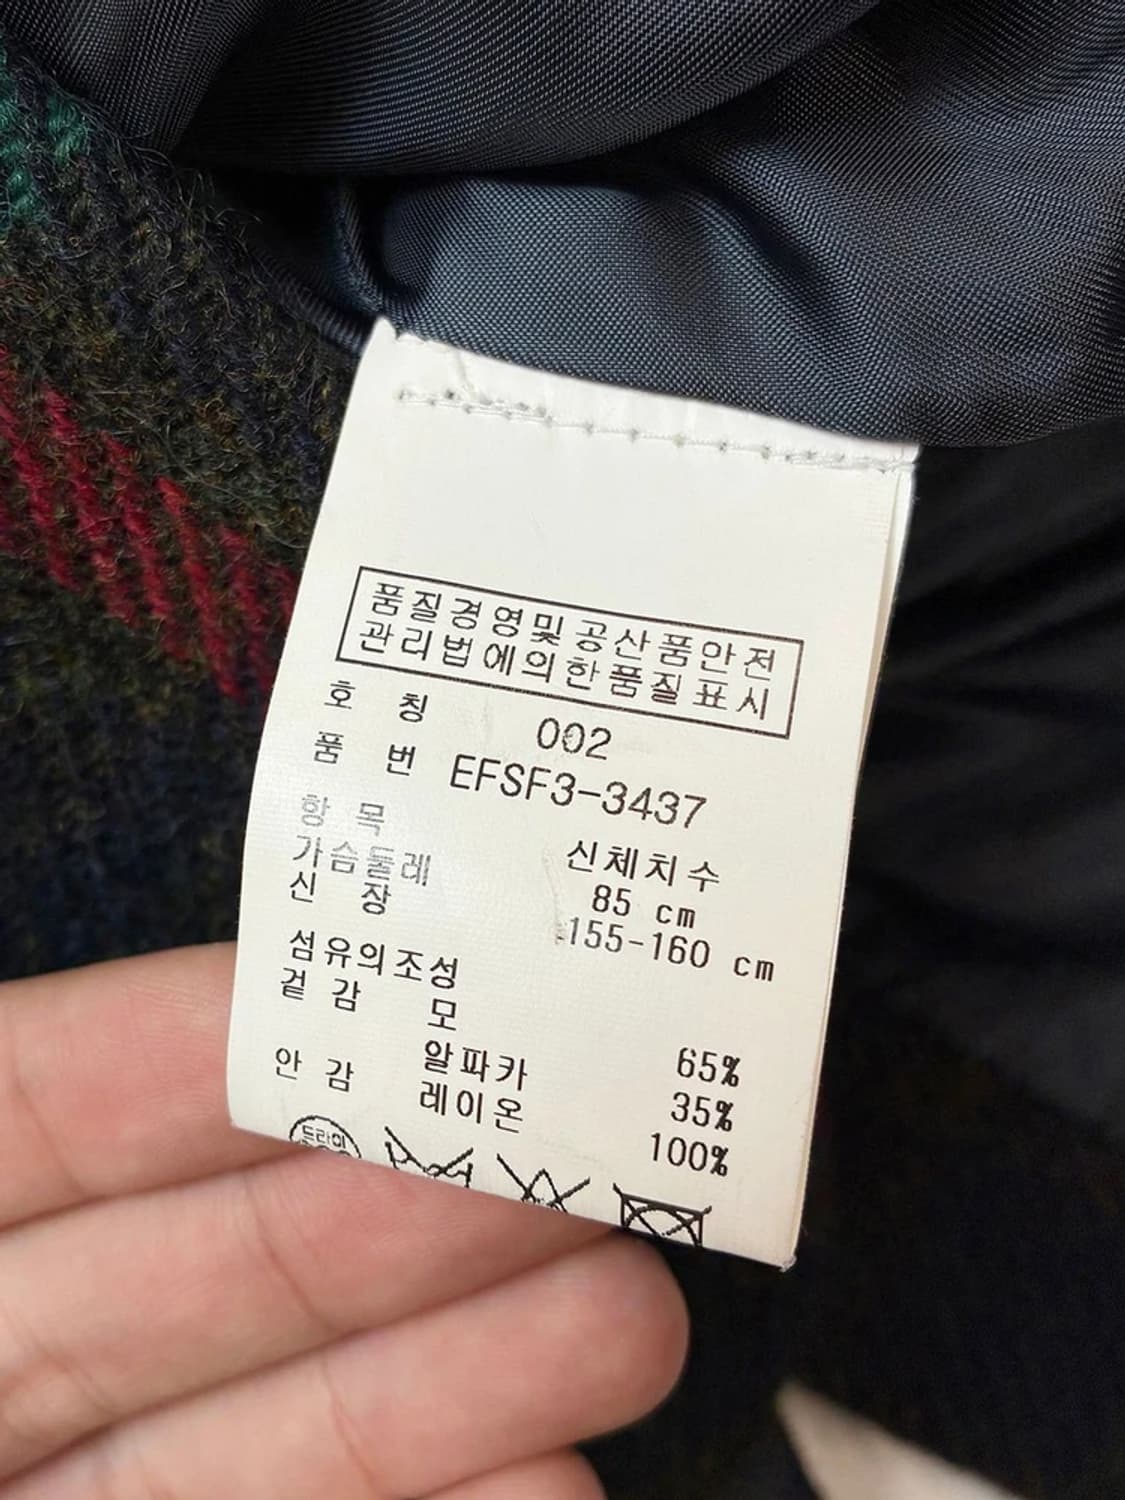 품질경영및공산품안전
관리법에의한품질표시
호 칭 002
품 번 EFSF3-3437
항 목 신체치수
가슴둘레 85 cm
신 장 155-160 cm
섬유의조성
겉 감 모 65%
알파카 35%
안 감 레이온 100%
드라이